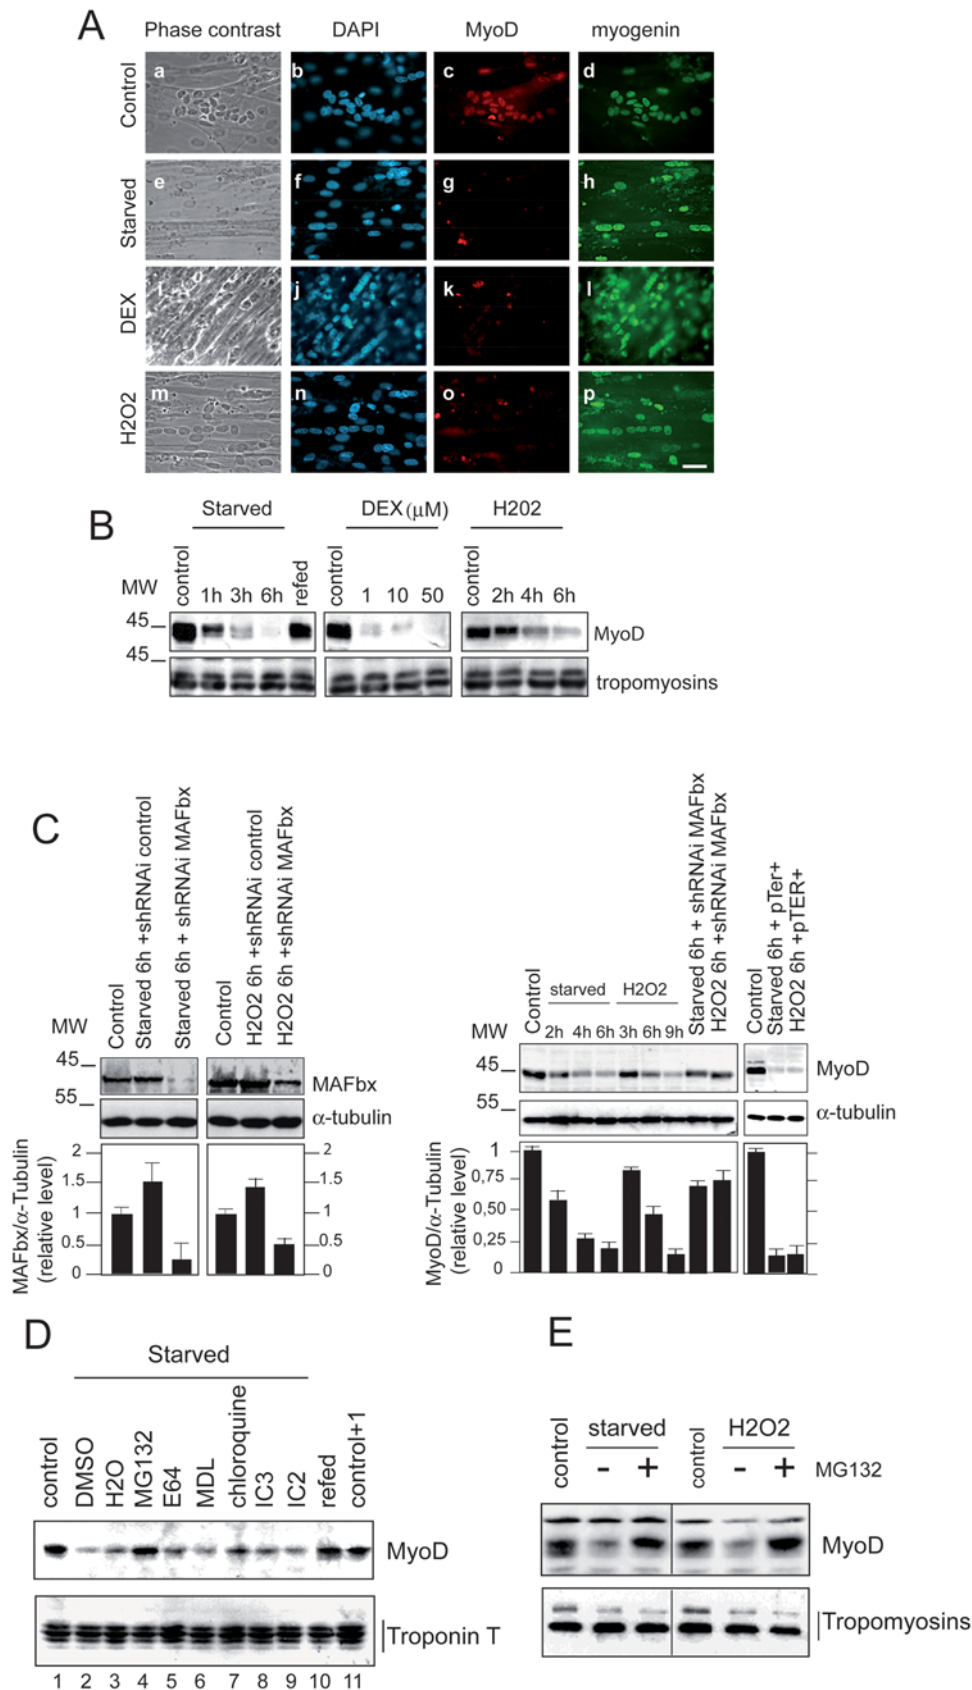 A
Phase contrast DAPI MyoD myogenin
Control
a b c d
Starved
e f g h
DEX
i j k l
H2O2
m n o p
B
Starved DEX (μM) H202
MW control 1h 3h 6h refed control 1 10 50 control 2h 4h 6h
45 MyoD
45 tropomyosins
C
MW Control Starved 6h +shRNAi control Starved 6h + shRNAi MAFbx Control H2O2 6h +shRNAi control H2O2 6h +shRNAi MAFbx
45 MAFbx
55 α-tubulin
MAFbx/α-Tubulin
(relative level)
2 2
1.5 1.5
1 1
0.5 0.5
0 0
starved H2O2
MW Control 2h 4h 6h 3h 6h 9h Starved 6h + shRNAi MAFbx H2O2 6h +shRNAi MAFbx Control Starved 6h + pTer+ H2O2 6h +pTER+
45 MyoD
55 α-tubulin
MyoD/α-Tubulin
(relative level)
1
0,75
0,50
0,25
0
D
Starved
control DMSO H2O MG132 E64 MDL chloroquine IC3 IC2 refed control+1
MyoD
Troponin T
1 2 3 4 5 6 7 8 9 10 11
E
starved H2O2
control - + control - + MG132
MyoD
Tropomyosins